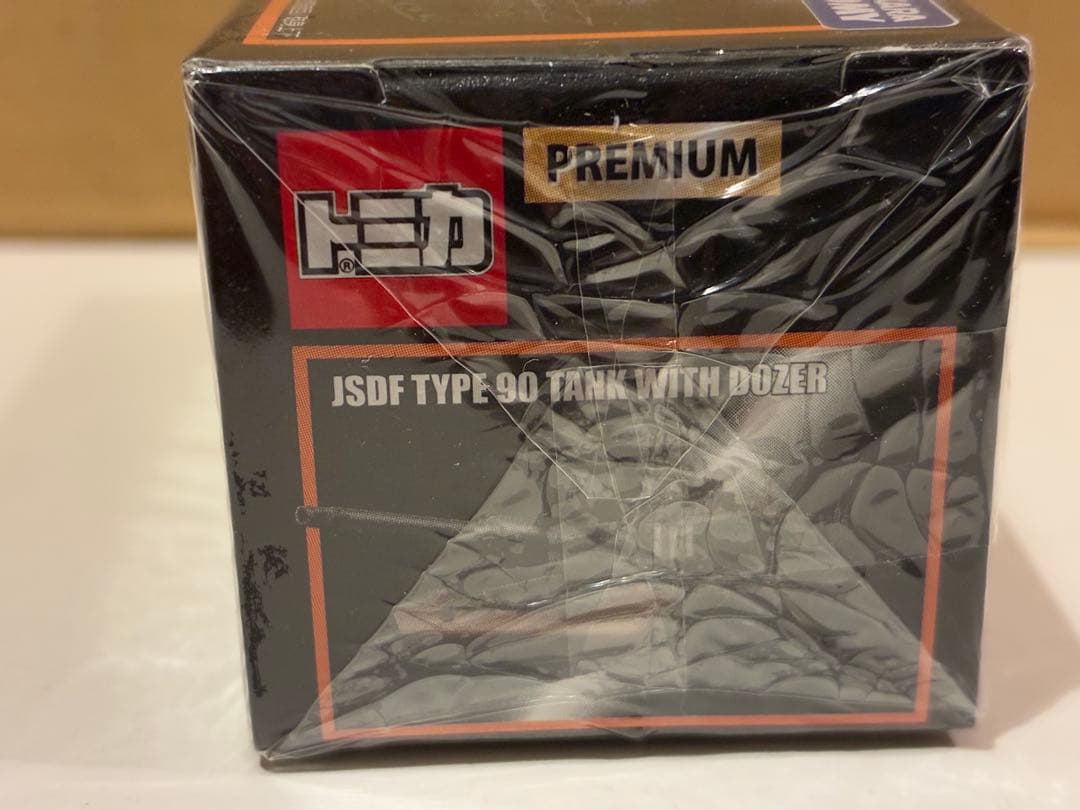 PREMIUM
トミカ
®
JSDF TYPE 90 TANK WITH DOZER